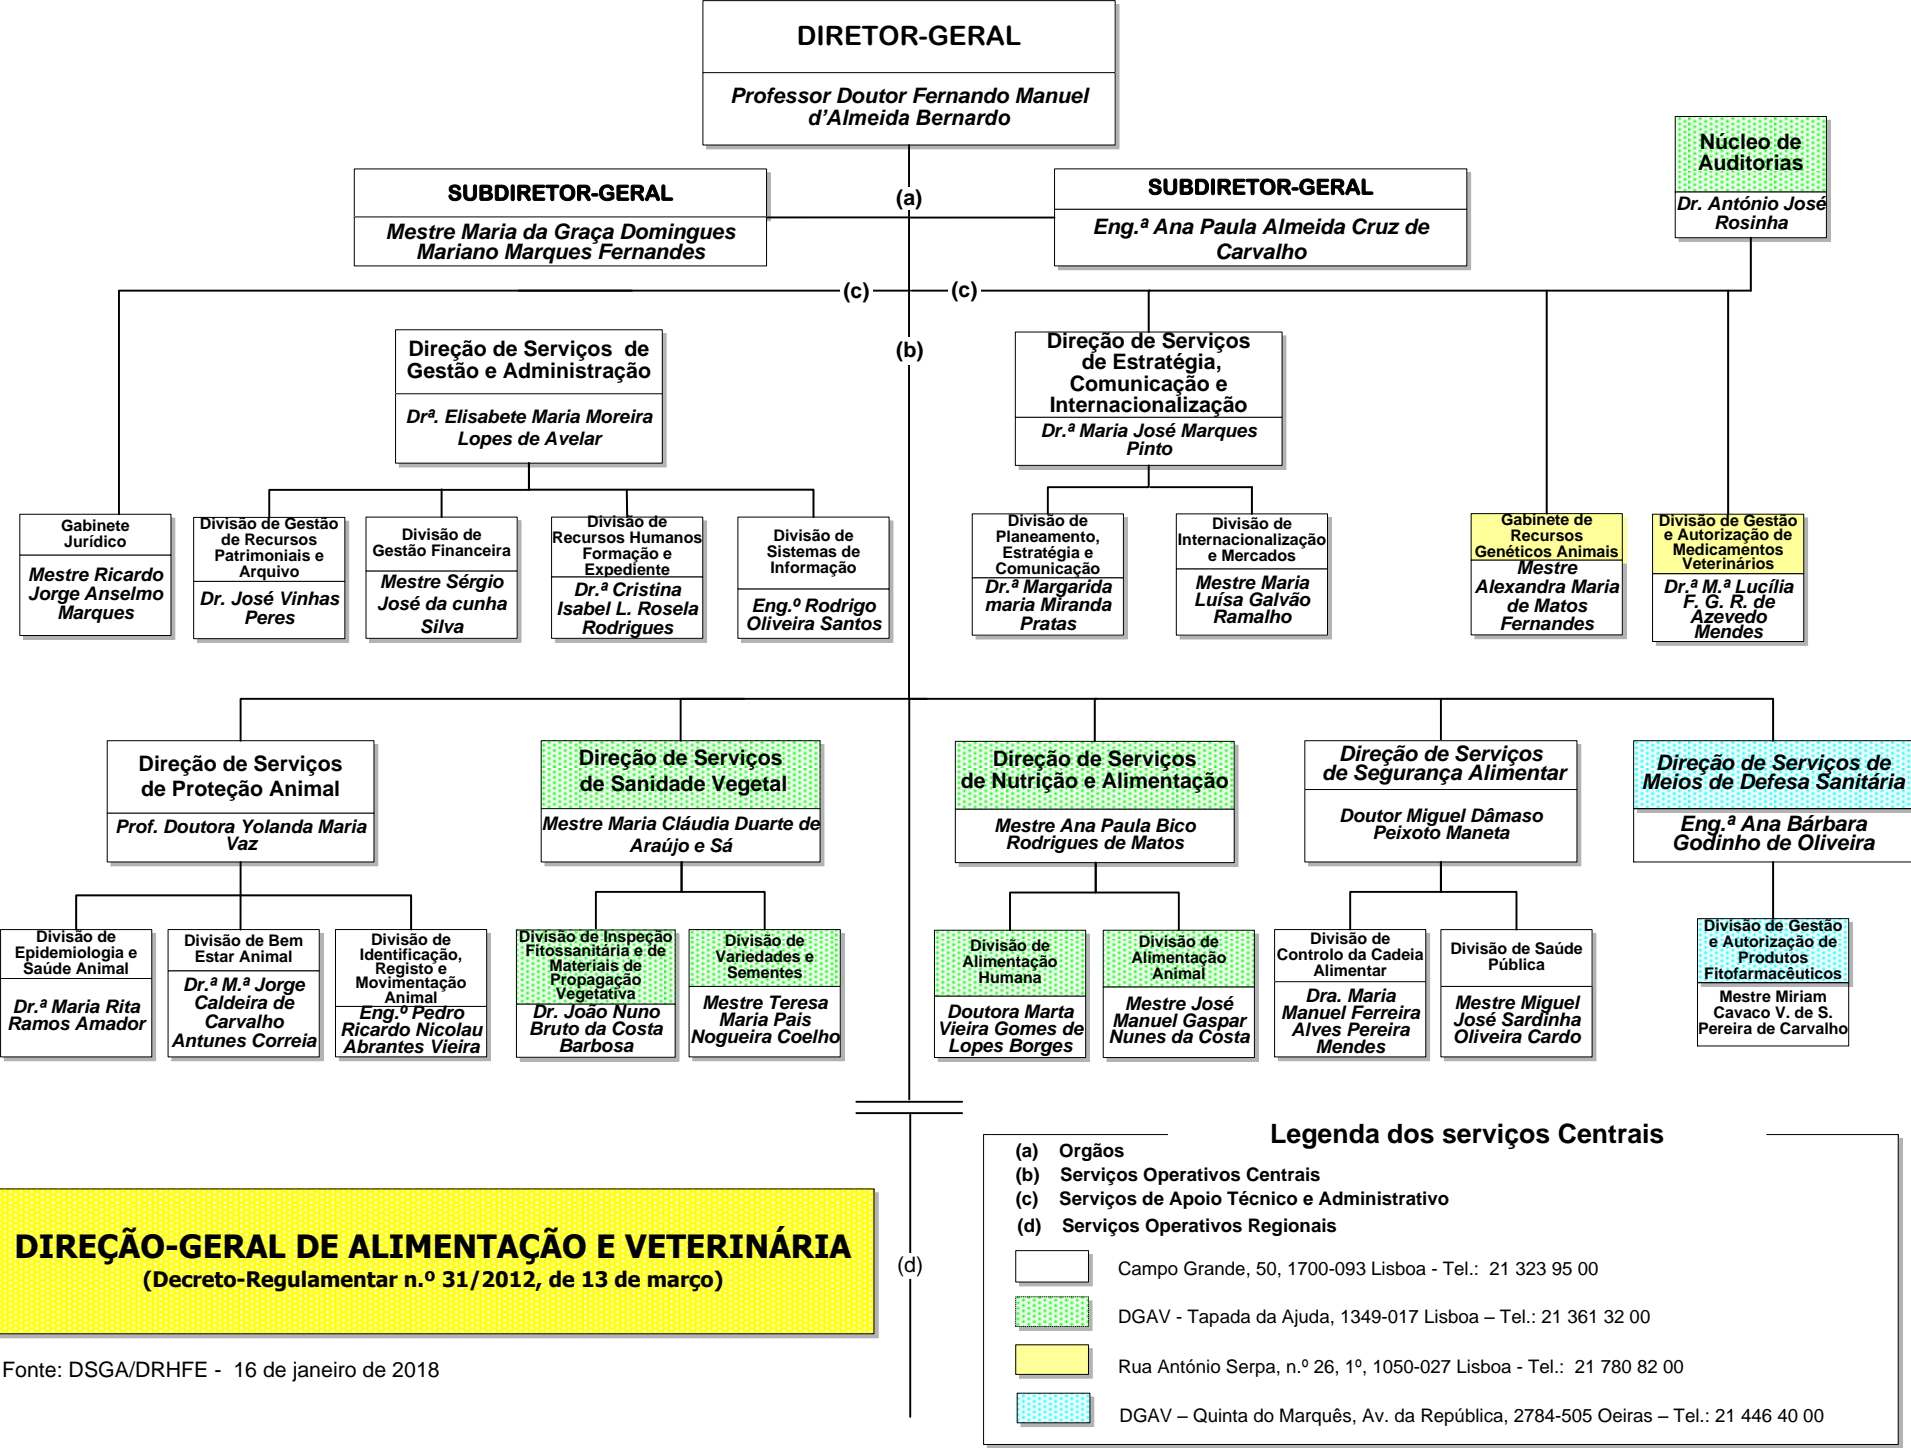 DIRETOR-GERAL
Professor Doutor Fernando Manuel
d'Almeida Bernardo
Núcleo de
Auditorias
Dr. António José
Rosinha
SUBDIRETOR-GERAL
Mestre Maria da Graça Domingues
Mariano Marques Fernandes
(a)
SUBDIRETOR-GERAL
Eng.ª Ana Paula Almeida Cruz de
Carvalho
(c)
(c)
(b)
Direção de Serviços de
Gestão e Administração
Drª. Elisabete Maria Moreira
Lopes de Avelar
Direção de Serviços
de Estratégia,
Comunicação e
Internacionalização
Dr.ª Maria José Marques
Pinto
Gabinete
Jurídico
Mestre Ricardo
Jorge Anselmo
Marques
Divisão de Gestão
de Recursos
Patrimoniais e
Arquivo
Dr. José Vinhas
Peres
Divisão de
Gestão Financeira
Mestre Sérgio
José da cunha
Silva
Divisão de
Recursos Humanos
Formação e
Expediente
Dr.ª Cristina
Isabel L. Rosela
Rodrigues
Divisão de
Sistemas de
Informação
Eng.º Rodrigo
Oliveira Santos
Divisão de
Planeamento,
Estratégia e
Comunicação
Dr.ª Margarida
maria Miranda
Pratas
Divisão de
Internacionalização
e Mercados
Mestre Maria
Luísa Galvão
Ramalho
Gabinete de
Recursos
Genéticos Animais
Mestre
Alexandra Maria
de Matos
Fernandes
Divisão de Gestão
e Autorização de
Medicamentos
Veterinários
Dr.ª M.ª Lucília
F. G. R. de
Azevedo
Mendes
Direção de Serviços
de Proteção Animal
Prof. Doutora Yolanda Maria
Vaz
Direção de Serviços
de Sanidade Vegetal
Mestre Maria Cláudia Duarte de
Araújo e Sá
Direção de Serviços
de Nutrição e Alimentação
Mestre Ana Paula Bico
Rodrigues de Matos
Direção de Serviços
de Segurança Alimentar
Doutor Miguel Dâmaso
Peixoto Maneta
Direção de Serviços de
Meios de Defesa Sanitária
Eng.ª Ana Bárbara
Godinho de Oliveira
Divisão de
Epidemiologia e
Saúde Animal
Dr.ª Maria Rita
Ramos Amador
Divisão de Bem
Estar Animal
Dr.ª M.ª Jorge
Caldeira de
Carvalho
Antunes Correia
Divisão de
Identificação,
Registo e
Movimentação
Animal
Eng.º Pedro
Ricardo Nicolau
Abrantes Vieira
Divisão de Inspeção
Fitossanitária e de
Materiais de
Propagação
Vegetativa
Dr. João Nuno
Bruto da Costa
Barbosa
Divisão de
Variedades e
Sementes
Mestre Teresa
Maria Pais
Nogueira Coelho
Divisão de
Alimentação
Humana
Doutora Marta
Vieira Gomes de
Lopes Borges
Divisão de
Alimentação
Animal
Mestre José
Manuel Gaspar
Nunes da Costa
Divisão de
Controlo da Cadeia
Alimentar
Dra. Maria
Manuel Ferreira
Alves Pereira
Mendes
Divisão de Saúde
Pública
Mestre Miguel
José Sardinha
Oliveira Cardo
Divisão de Gestão
e Autorização de
Produtos
Fitofarmacêuticos
Mestre Miriam
Cavaco V. de S.
Pereira de Carvalho
DIREÇÃO-GERAL DE ALIMENTAÇÃO E VETERINÁRIA
(Decreto-Regulamentar n.º 31/2012, de 13 de março)
Fonte: DSGA/DRHFE - 16 de janeiro de 2018
(d)
Legenda dos serviços Centrais
(a) Orgãos
(b) Serviços Operativos Centrais
(c) Serviços de Apoio Técnico e Administrativo
(d) Serviços Operativos Regionais
Campo Grande, 50, 1700-093 Lisboa - Tel.: 21 323 95 00
DGAV - Tapada da Ajuda, 1349-017 Lisboa – Tel.: 21 361 32 00
Rua António Serpa, n.º 26, 1º, 1050-027 Lisboa - Tel.: 21 780 82 00
DGAV – Quinta do Marquês, Av. da República, 2784-505 Oeiras – Tel.: 21 446 40 00